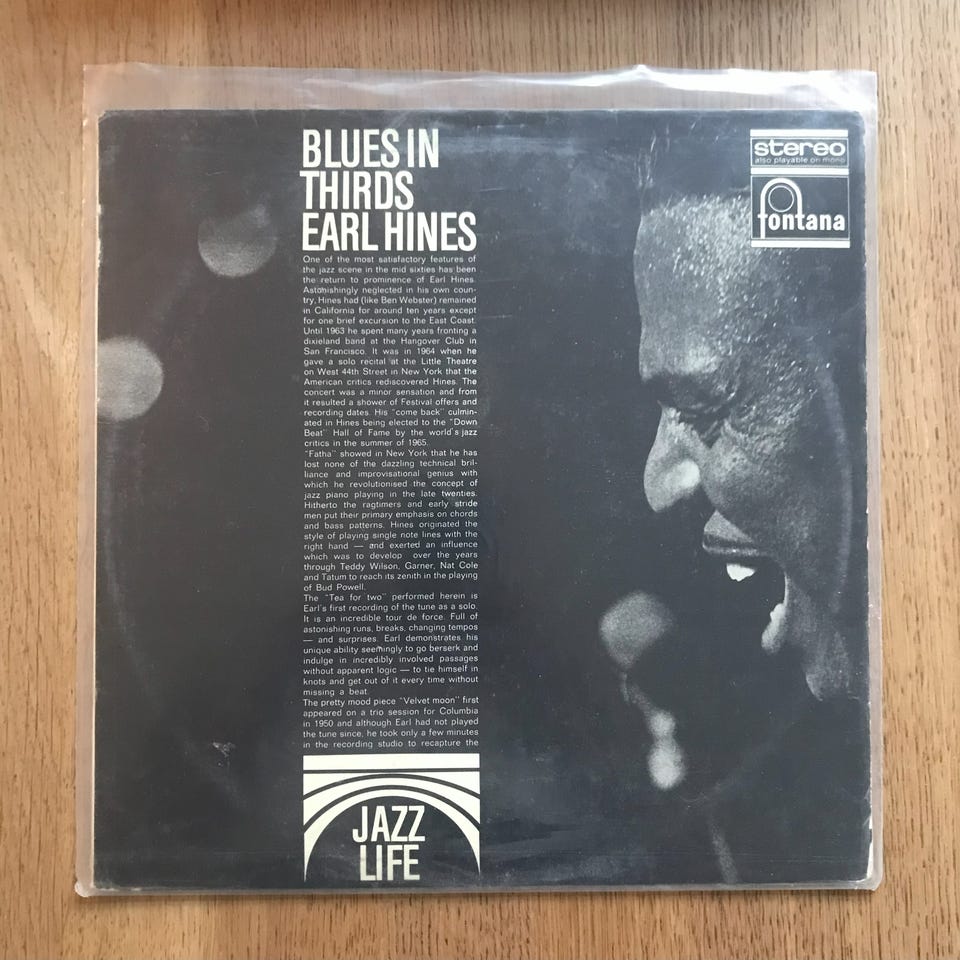 BLUES IN
THIRDS
EARL HINES
stereo
also playable on mono
fontana
One of the most satisfactory features of
the jazz scene in the mid sixties has been
the return to prominence of Earl Hines.
Astonishingly neglected in his own coun-
try, Hines had (like Ben Webster) remained
in California for around ten years except
for one brief excursion to the East Coast.
Until 1963 he spent many years fronting a
dixieland band at the Hangover Club in
San Francisco. It was in 1964 when he
gave a solo recital at the Little Theatre
on West 44th Street in New York that the
American critics rediscovered Hines. The
concert was a minor sensation and from
it resulted a shower of Festival offers and
recording dates. His "come back" culmin-
ated in Hines being elected to the "Down
Beat" Hall of Fame by the world's jazz
critics in the summer of 1965.
"Fatha" showed in New York that he has
lost none of the dazzling technical bril-
liance and improvisational genius with
which he revolutionised the concept of
jazz piano playing in the late twenties.
Hitherto the ragtimers and early stride
men put their primary emphasis on chords
and bass patterns. Hines originated the
style of playing single note lines with the
right hand — and exerted an influence
which was to develop over the years
through Teddy Wilson, Garner, Nat Cole
and Tatum to reach its zenith in the playing
of Bud Powell.
The "Tea for two" performed herein is
Earl's first recording of the tune as a solo.
It is an incredible tour de force. Full of
astonishing runs, breaks, changing tempos
— and surprises. Earl demonstrates his
unique ability seemingly to go berserk and
indulge in incredibly involved passages
without apparent logic — to tie himself in
knots and get out of it every time without
missing a beat.
The pretty mood piece "Velvet moon" first
appeared on a trio session for Columbia
in 1950 and although Earl had not played
the tune since, he took only a few minutes
in the recording studio to recapture the
JAZZ
LIFE